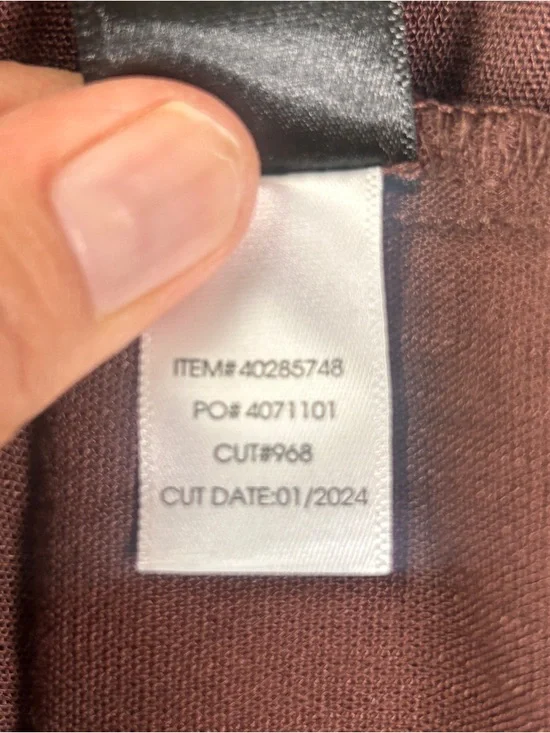 ITEM#40285748
PO# 4071101
CUT#968
CUT DATE:01/2024